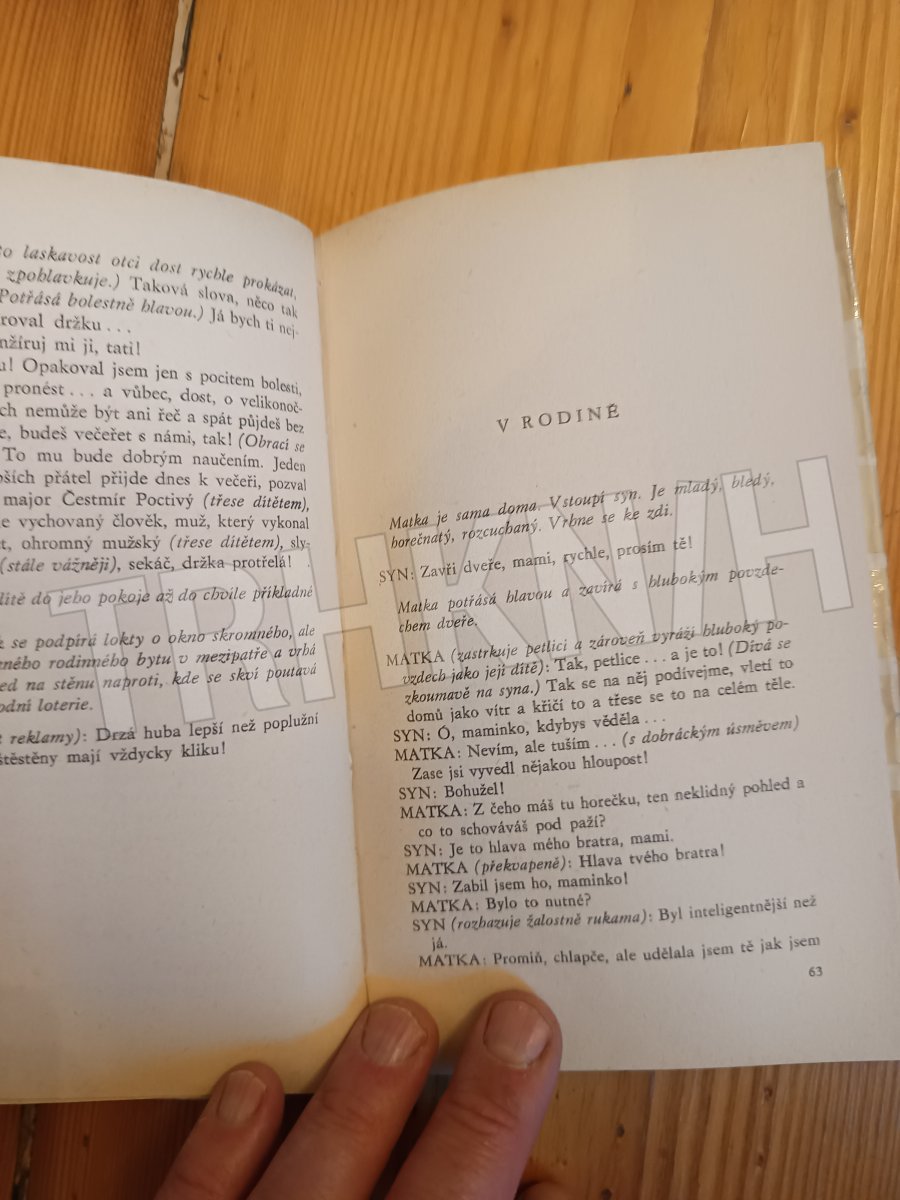 to laskavost otci dost rychle prokázat,
zpohlavkuje.) Taková slova, něco tak
Potřásá bolestně hlavou.) Já bych ti nej-
roval držku . . .
nžíruj mi ji, tati!
u! Opakoval jsem jen s pocitem bolesti,
pronést . . . a vůbec, dost, o velikonoč-
ch nemůže být ani řeč a spát půjdeš bez
e, budeš večeřet s námi, tak! (Obrací se
To mu bude dobrým naučením. Jeden
pších přátel přijde dnes k večeři, pozval
major Čestmír Poctivý (třese dítětem),
e vychovaný člověk, muž, který vykonal
t, ohromný mužský (třese dítětem), sly-
(stále vážněji), sekáč, držka protřelá!
lítě do jeho pokoje až do chvíle příkladné
k se podpírá lokty o okno skromného, ale
eného rodinného bytu v mezipatře a vrhá
ed na stěnu naproti, kde se skví poutavá
odní loterie.
t reklamy): Drzá huba lepší než poplužní
těstěny mají vždycky kliku!
V RODINĚ
Matka je sama doma. Vstoupí syn. Je mladý, bledý,
horečnatý, rozcuchaný. Vrhne se ke zdi.
SYN: Zavři dveře, mami, rychle, prosím tě!
Matka potřásá hlavou a zavírá s hlubokým povzde-
chem dveře.
MATKA (zastrkuje petlici a zároveň vyráží hluboký po-
vzdech jako její dítě): Tak, petlice . . . a je to! (Dívá se
zkoumavě na syna.) Tak se na něj podívejme, vletí to
domů jako vítr a křičí to a třese se to na celém těle.
SYN: Ó, maminko, kdybys věděla . . .
MATKA: Nevím, ale tuším . . . (s dobráckým úsměvem)
Zase jsi vyvedl nějakou hloupost!
SYN: Bohužel!
MATKA: Z čeho máš tu horečku, ten neklidný pohled a
co to schováváš pod paží?
SYN: Je to hlava mého bratra, mami.
MATKA (překvapeně): Hlava tvého bratra!
SYN: Zabil jsem ho, maminko!
MATKA: Bylo to nutné?
SYN (rozhazuje žalostně rukama): Byl inteligentnější než
já.
MATKA: Promiň, chlapče, ale udělala jsem tě jak jsem
63
TRHKNIH